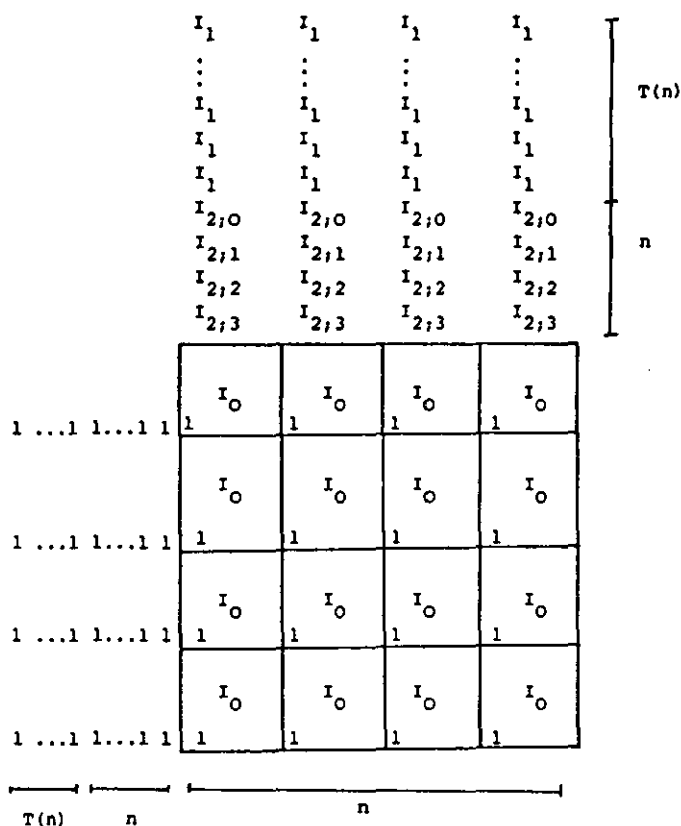 I₁ I₁ I₁ I₁
⋮ ⋮ ⋮ ⋮
I₁ I₁ I₁ I₁ T(n)
I₁ I₁ I₁ I₁
I₁ I₁ I₁ I₁
I₂;₀ I₂;₀ I₂;₀ I₂;₀
I₂;₁ I₂;₁ I₂;₁ I₂;₁ n
I₂;₂ I₂;₂ I₂;₂ I₂;₂
I₂;₃ I₂;₃ I₂;₃ I₂;₃
I₀ I₀ I₀ I₀
1 ...1 1...1 1 1 1 1 1
I₀ I₀ I₀ I₀
1 ...1 1...1 1 1 1 1 1
I₀ I₀ I₀ I₀
1 ...1 1...1 1 1 1 1 1
I₀ I₀ I₀ I₀
1 ...1 1...1 1 1 1 1 1
T(n) n n